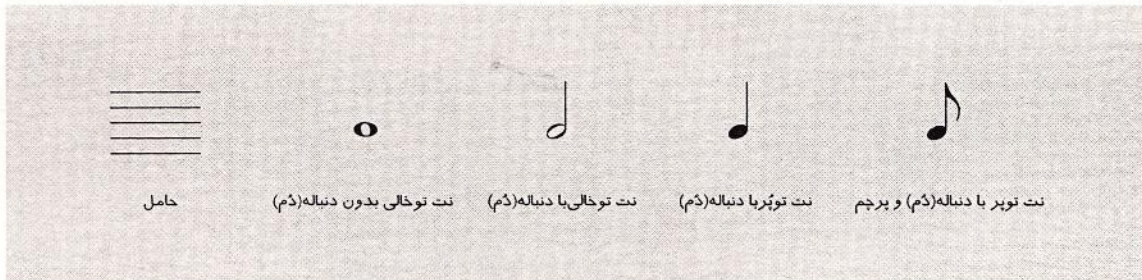 نت توپر با دنباله(دُم) و پرچم
نت توپُربا دنباله(دُم)
نت توخالی‌با دنباله(دُم)
نت توخالی بدون دنباله(دُم)
حامل